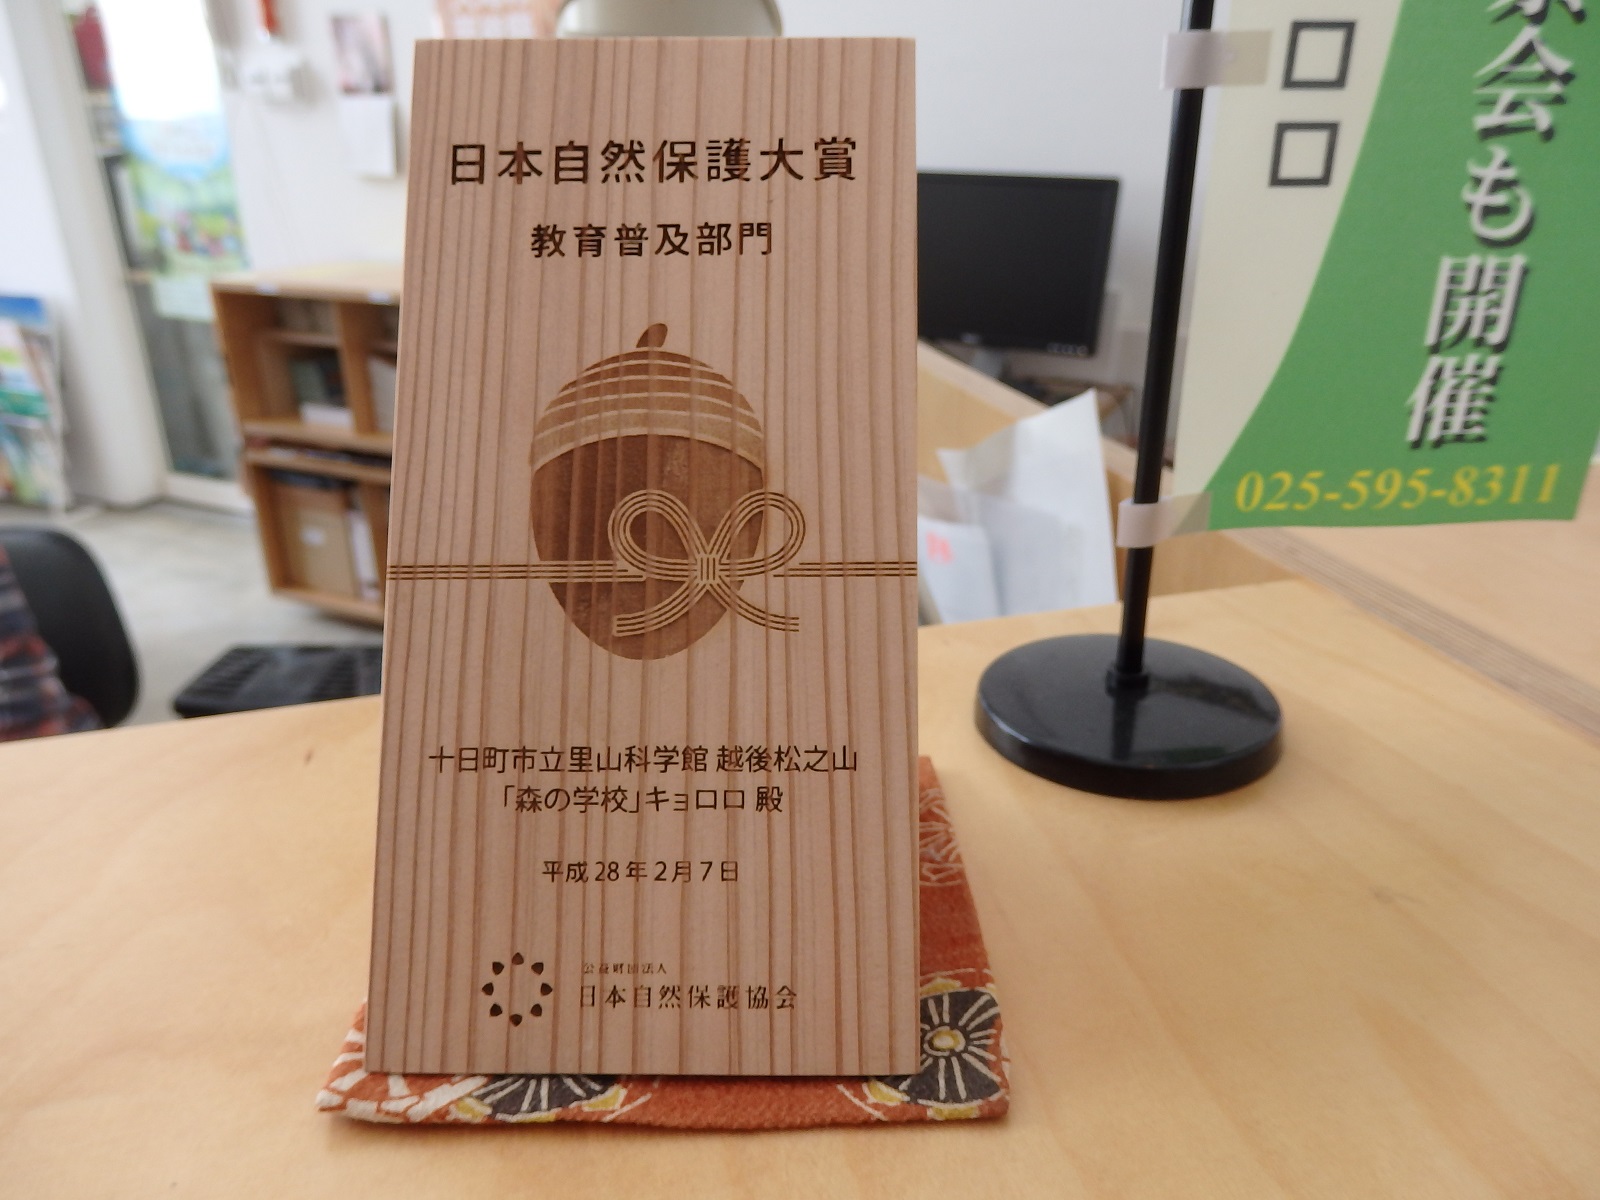 日本自然保護大賞
教育普及部門
十日町市立里山科学館 越後松之山
「森の学校」キョロロ 殿
平成28年2月7日
公益財団法人
日本自然保護協会
会も開催
025-595-8311